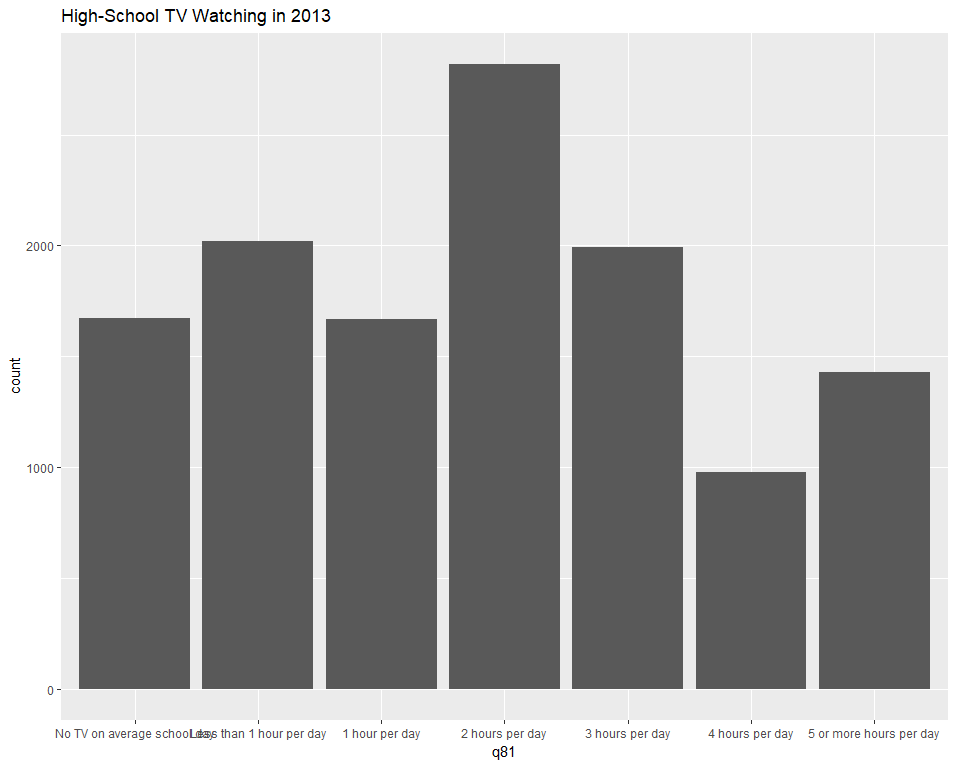 High-School TV Watching in 2013
count
2000
1000
0
No TV on average school day
Less than 1 hour per day
1 hour per day
2 hours per day
3 hours per day
4 hours per day
5 or more hours per day
q81